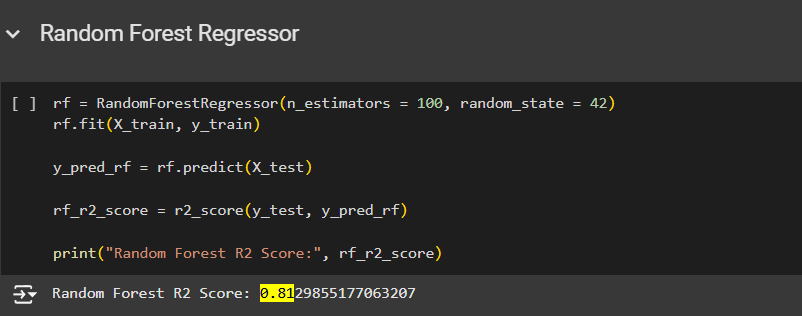 Random Forest Regressor
[ ] rf = RandomForestRegressor(n_estimators = 100, random_state = 42)
rf.fit(X_train, y_train)
y_pred_rf = rf.predict(X_test)
rf_r2_score = r2_score(y_test, y_pred_rf)
print("Random Forest R2 Score:", rf_r2_score)
Random Forest R2 Score: 0.8129855177063207